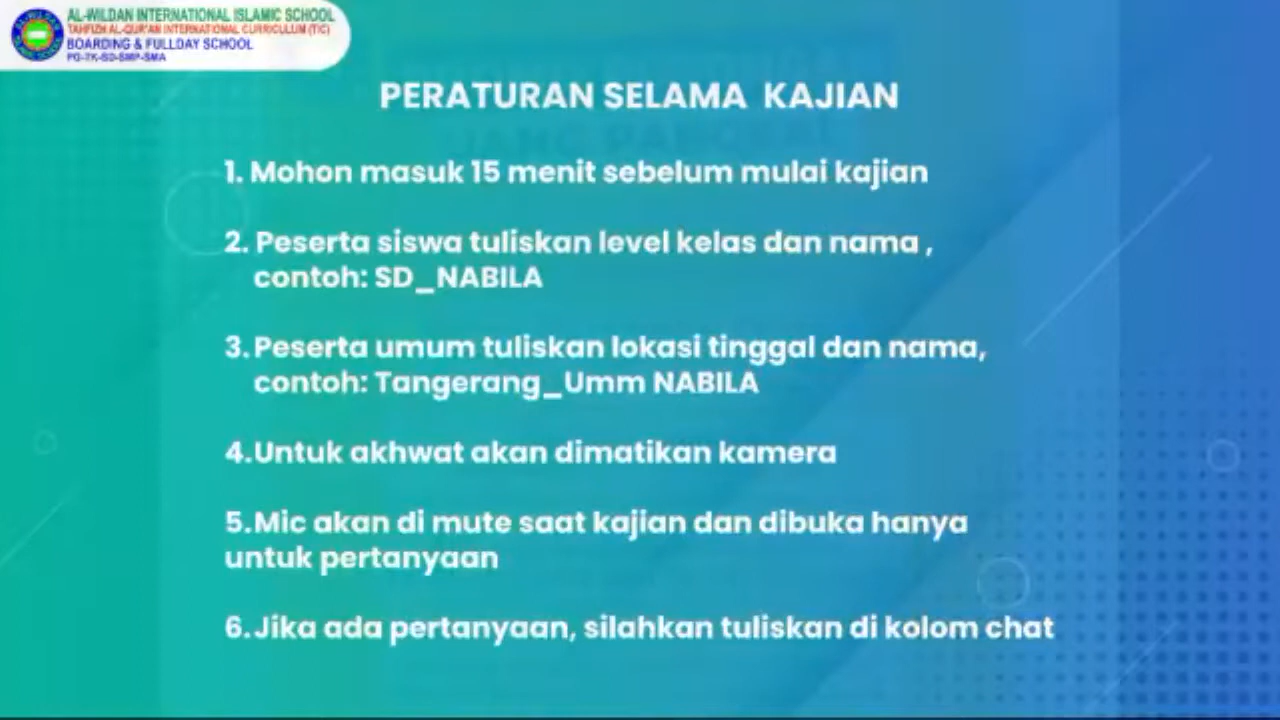 AL-WILDAN INTERNATIONAL ISLAMIC SCHOOL
TAHFIZH AL-QUR'AN INTERNATIONAL CURRICULUM (TIC)
BOARDING & FULLDAY SCHOOL
PG-TK-SD-SMP-SMA
PERATURAN SELAMA KAJIAN
1. Mohon masuk 15 menit sebelum mulai kajian
2. Peserta siswa tuliskan level kelas dan nama ,
contoh: SD_NABILA
3. Peserta umum tuliskan lokasi tinggal dan nama,
contoh: Tangerang_Umm NABILA
4.Untuk akhwat akan dimatikan kamera
5.Mic akan di mute saat kajian dan dibuka hanya
untuk pertanyaan
6.Jika ada pertanyaan, silahkan tuliskan di kolom chat